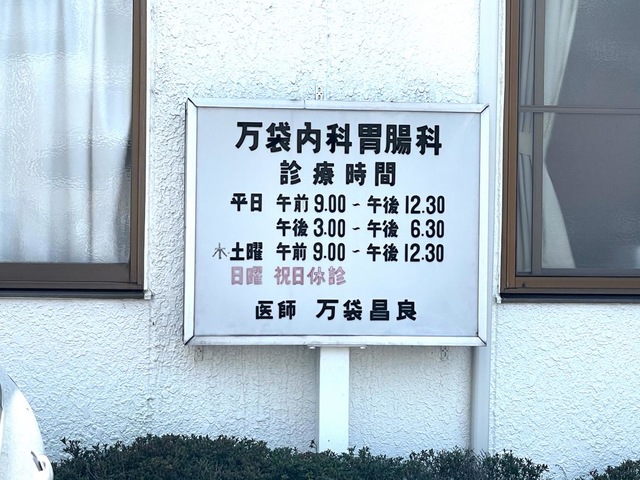 万袋内科胃腸科
診療時間
平日 午前 9.00 ~ 午後 12.30
午後 3.00 ~ 午後 6.30
水・土曜 午前 9.00 ~ 午後 12.30
日曜 祝日休診
医師 万袋昌良